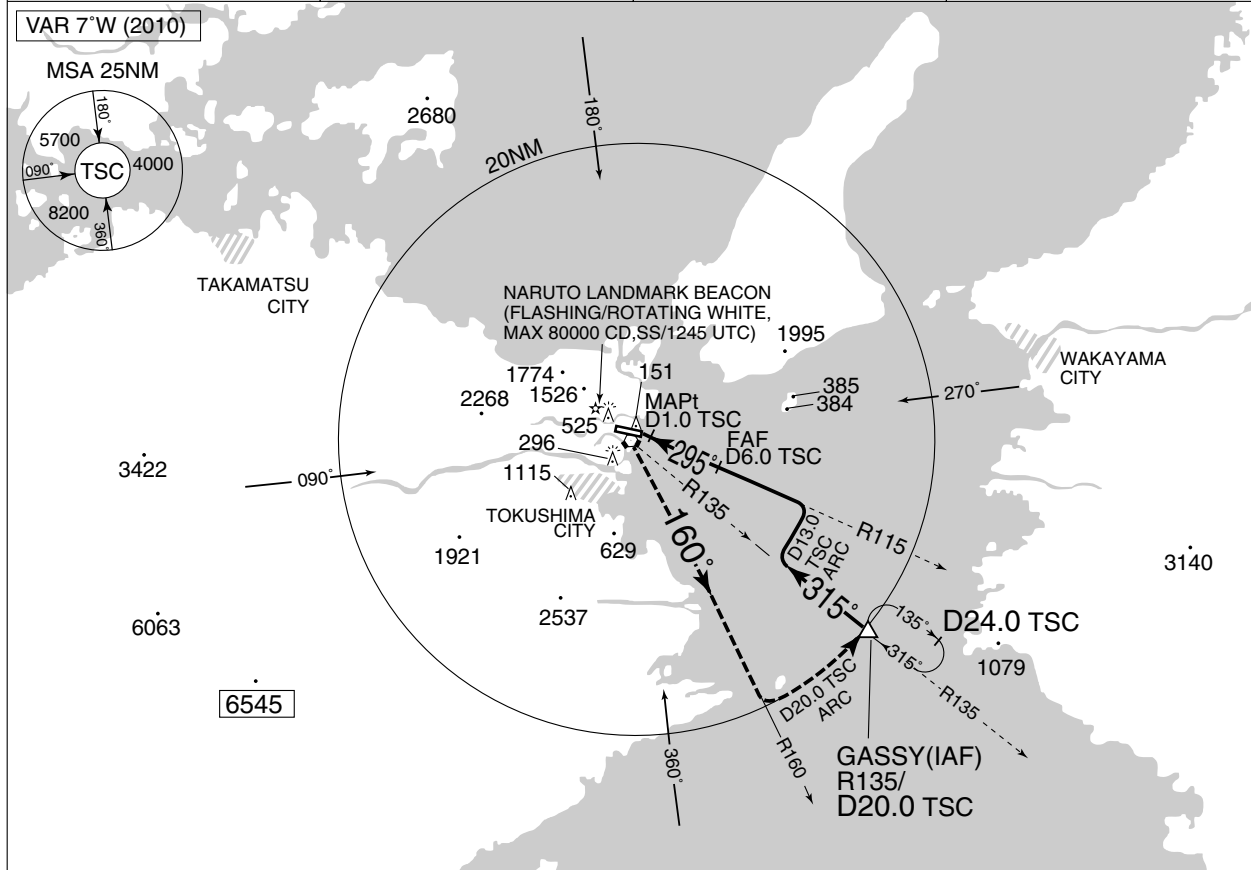 VAR 7°W (2010)
MSA 25NM
180°
5700
TSC
4000
090°
8200
360°
2680
180°
20NM
TAKAMATSU
CITY
NARUTO LANDMARK BEACON
(FLASHING/ROTATING WHITE,
MAX 80000 CD,SS/1245 UTC)
1995
WAKAYAMA
CITY
1774
151
1526
385
384
270°
2268
525
MAPt
D1.0 TSC
FAF
D6.0 TSC
295°
296
3422
090°
1115
R135
TOKUSHIMA
CITY
160°
D13.0
TSC
ARC
R115
1921
629
3140
315°
6063
2537
135°
D24.0 TSC
315°
1079
6545
D20.0 TSC
ARC
R135
R160
360°
GASSY(IAF)
R135/
D20.0 TSC